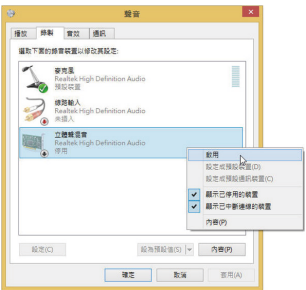 聲音
播放 錄製 音效 通訊
選取下面的錄音裝置以修改其設定:
麥克風
Realtek High Definition Audio
預設裝置
線路輸入
Realtek High Definition Audio
未插入
立體聲混音
Realtek High Definition Audio
停用
啟用
設定成預設裝置(D)
設定成預設通訊裝置(C)
顯示已停用的裝置
顯示已中斷連線的裝置
內容(P)
設定(C) 設為預設值(S) 內容(P)
確定 取消 套用(A)